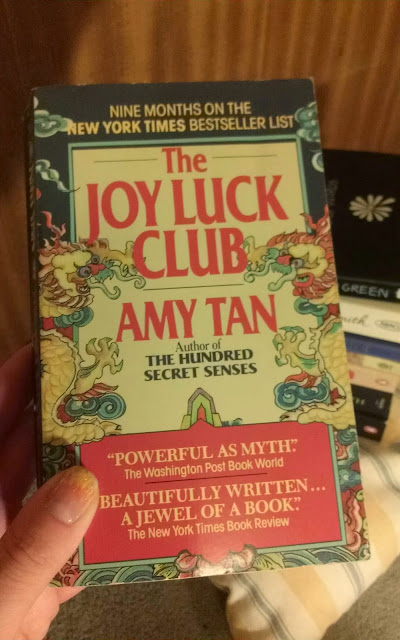 NINE MONTHS ON THE
NEW YORK TIMES BESTSELLER LIST
The
JOY LUCK
CLUB
AMY TAN
Author of
THE HUNDRED
SECRET SENSES
"POWERFUL AS MYTH."
The Washington Post Book World
"BEAUTIFULLY WRITTEN...
A JEWEL OF A BOOK."
The New York Times Book Review
GREEN